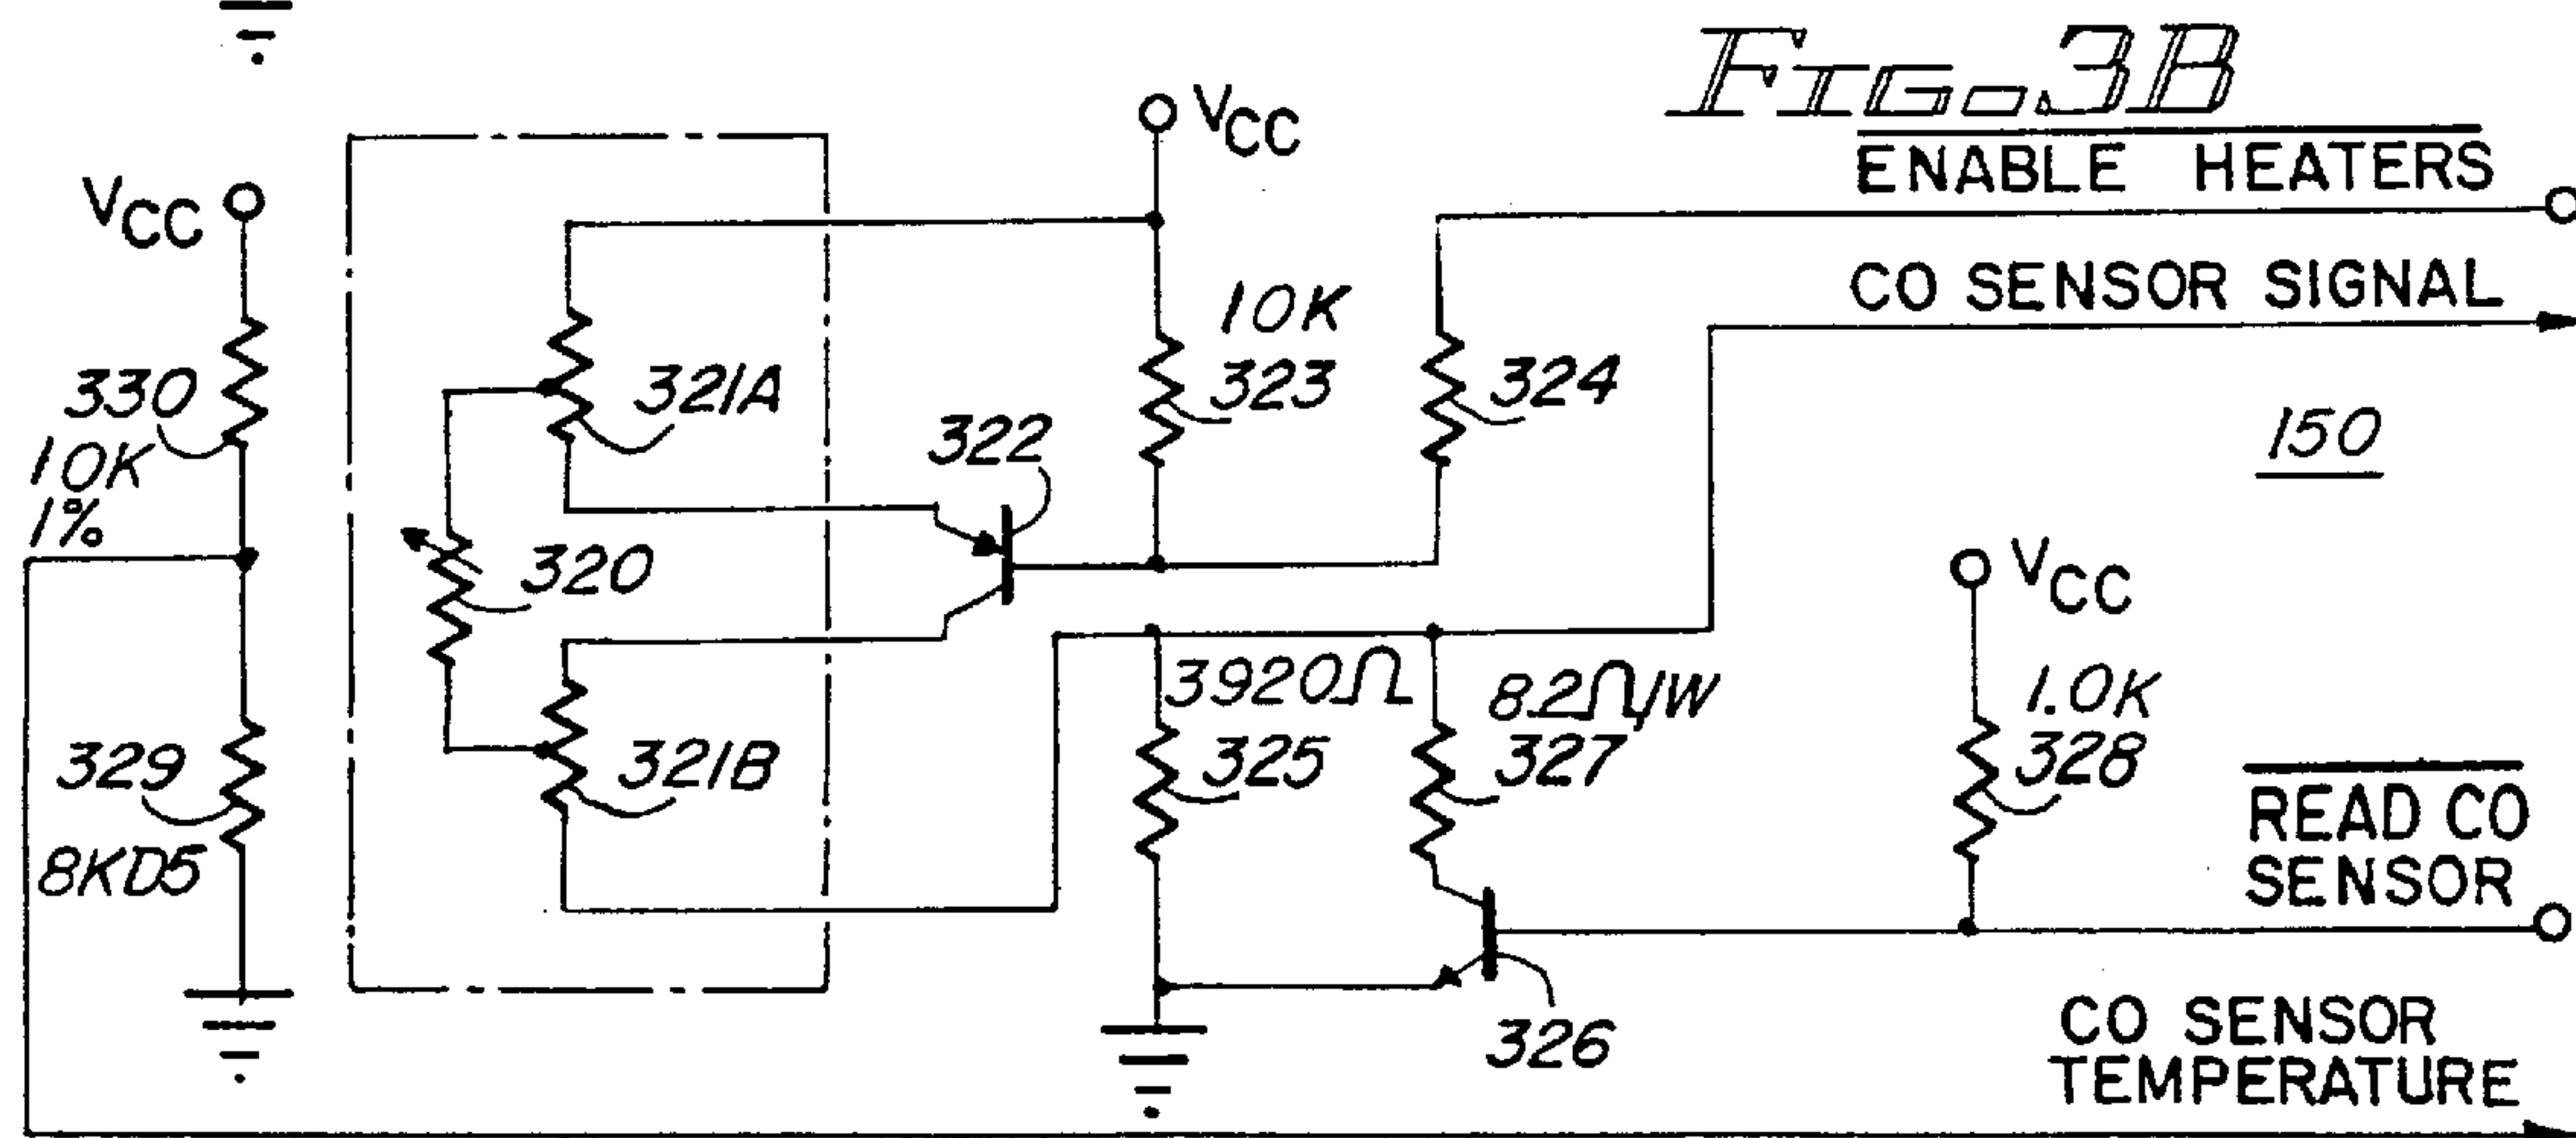 FIG. 3B
VCC
VCC
ENABLE HEATERS
CO SENSOR SIGNAL
10K
323
324
321A
330
10K
1%
322
150
320
VCC
3920Ω
325
8.2Ω/1W
327
1.0K
328
329
8KD5
321B
READ CO
SENSOR
326
CO SENSOR
TEMPERATURE